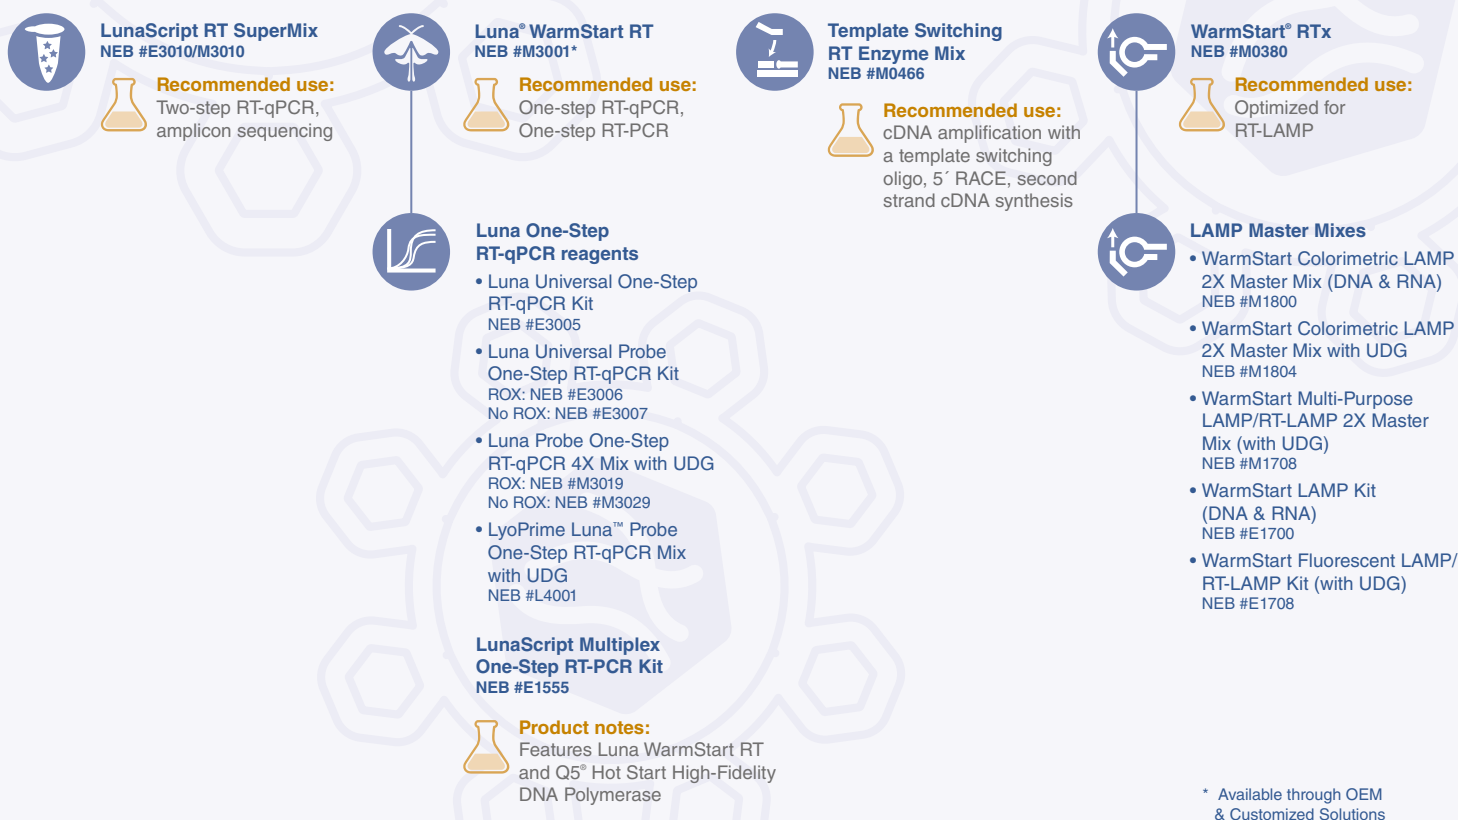 LunaScript RT SuperMix
NEB #E3010/M3010
Recommended use:
Two-step RT-qPCR,
amplicon sequencing
Luna® WarmStart RT
NEB #M3001*
Recommended use:
One-step RT-qPCR,
One-step RT-PCR
Luna One-Step
RT-qPCR reagents
• Luna Universal One-Step
RT-qPCR Kit
NEB #E3005
• Luna Universal Probe
One-Step RT-qPCR Kit
ROX: NEB #E3006
No ROX: NEB #E3007
• Luna Probe One-Step
RT-qPCR 4X Mix with UDG
ROX: NEB #M3019
No ROX: NEB #M3029
• LyoPrime Luna™ Probe
One-Step RT-qPCR Mix
with UDG
NEB #L4001
LunaScript Multiplex
One-Step RT-PCR Kit
NEB #E1555
Product notes:
Features Luna WarmStart RT
and Q5® Hot Start High-Fidelity
DNA Polymerase
Template Switching
RT Enzyme Mix
NEB #M0466
Recommended use:
cDNA amplification with
a template switching
oligo, 5´ RACE, second
strand cDNA synthesis
WarmStart® RTx
NEB #M0380
Recommended use:
Optimized for
RT-LAMP
LAMP Master Mixes
• WarmStart Colorimetric LAMP
2X Master Mix (DNA & RNA)
NEB #M1800
• WarmStart Colorimetric LAMP
2X Master Mix with UDG
NEB #M1804
• WarmStart Multi-Purpose
LAMP/RT-LAMP 2X Master
Mix (with UDG)
NEB #M1708
• WarmStart LAMP Kit
(DNA & RNA)
NEB #E1700
• WarmStart Fluorescent LAMP/
RT-LAMP Kit (with UDG)
NEB #E1708
* Available through OEM
& Customized Solutions